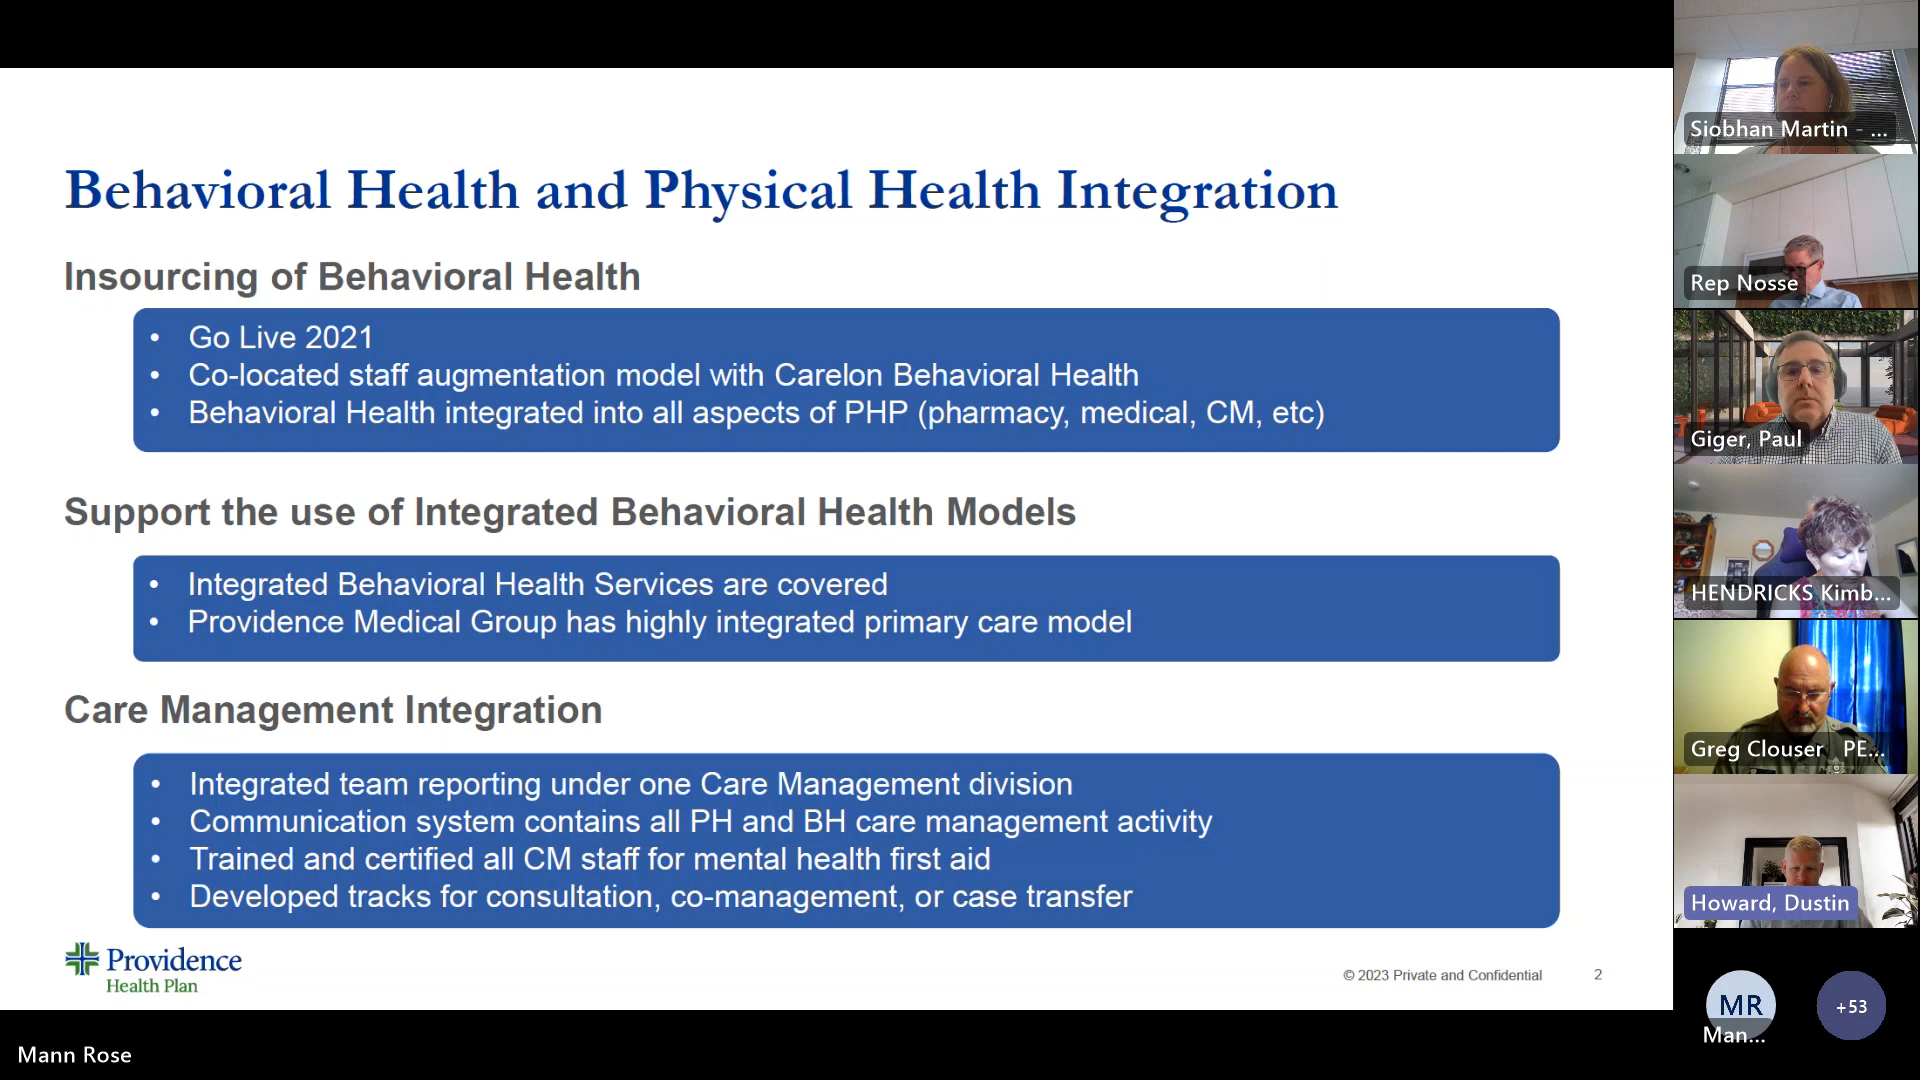 Behavioral Health and Physical Health Integration
Insourcing of Behavioral Health
• Go Live 2021
• Co-located staff augmentation model with Carelon Behavioral Health
• Behavioral Health integrated into all aspects of PHP (pharmacy, medical, CM, etc)
Support the use of Integrated Behavioral Health Models
• Integrated Behavioral Health Services are covered
• Providence Medical Group has highly integrated primary care model
Care Management Integration
• Integrated team reporting under one Care Management division
• Communication system contains all PH and BH care management activity
• Trained and certified all CM staff for mental health first aid
• Developed tracks for consultation, co-management, or case transfer
Providence
Health Plan
© 2023 Private and Confidential
2
Mann Rose
Siobhan Martin - ...
Rep Nosse
Giger, Paul
HENDRICKS Kimb...
Greg Clouser PE...
Howard, Dustin
MR
Man...
+53